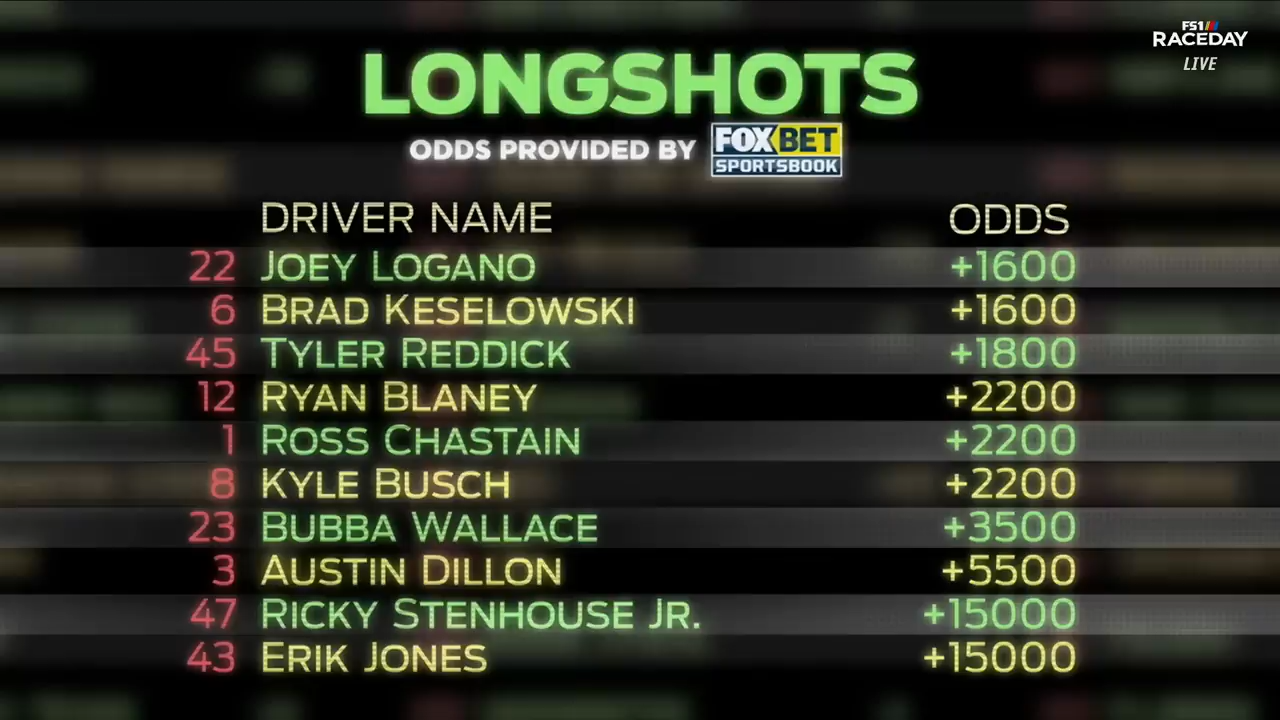 FS1
RACEDAY
LIVE
LONGSHOTS
ODDS PROVIDED BY FOX BET SPORTSBOOK
DRIVER NAME ODDS
22 JOEY LOGANO +1600
6 BRAD KESELOWSKI +1600
45 TYLER REDDICK +1800
12 RYAN BLANEY +2200
1 ROSS CHASTAIN +2200
8 KYLE BUSCH +2200
23 BUBBA WALLACE +3500
3 AUSTIN DILLON +5500
47 RICKY STENHOUSE JR. +15000
43 ERIK JONES +15000